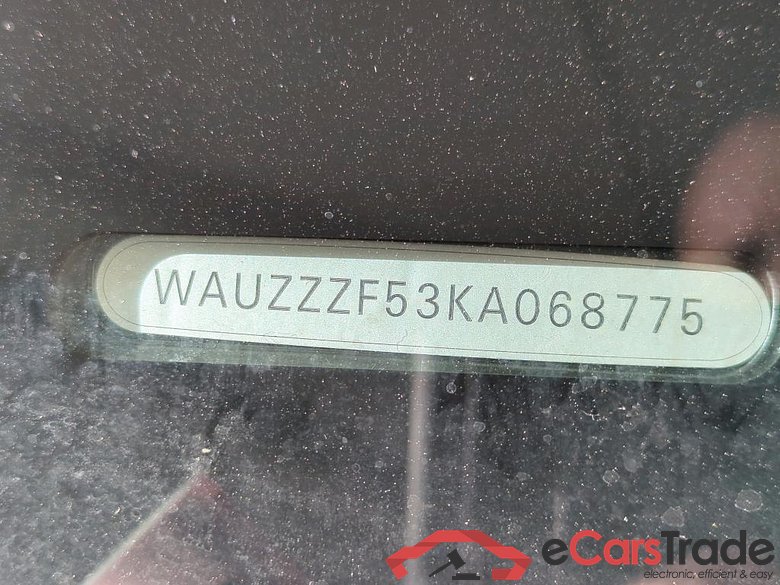 WAUZZZF53KA068775
eCarsTrade
electronic, efficient & easy